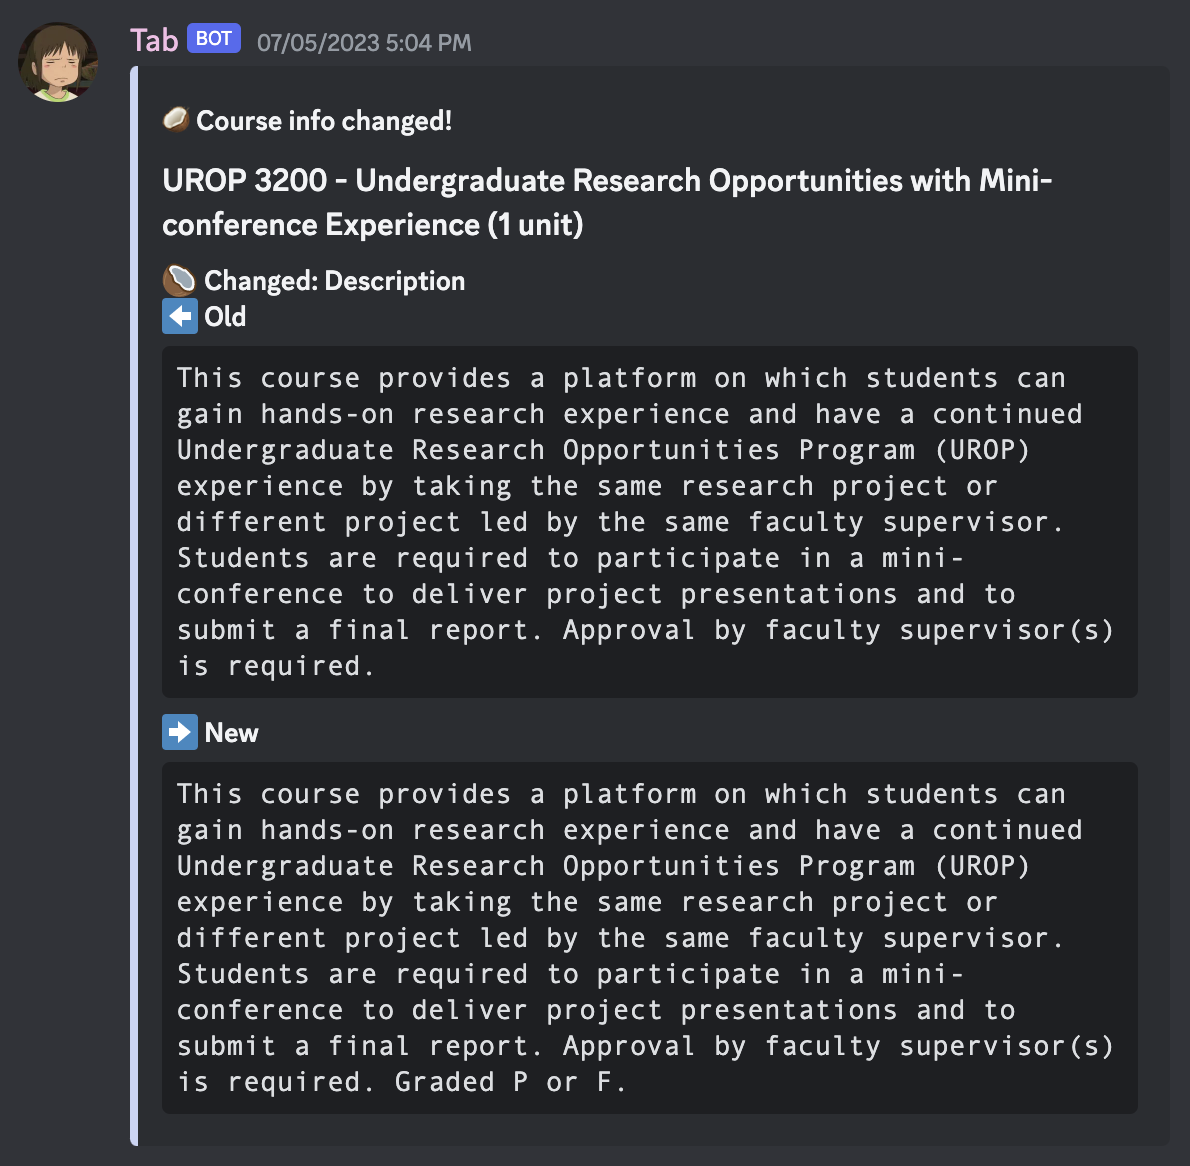 Tab BOT 07/05/2023 5:04 PM
Course info changed!
UROP 3200 - Undergraduate Research Opportunities with Mini-
conference Experience (1 unit)
Changed: Description
Old
This course provides a platform on which students can
gain hands-on research experience and have a continued
Undergraduate Research Opportunities Program (UROP)
experience by taking the same research project or
different project led by the same faculty supervisor.
Students are required to participate in a mini-
conference to deliver project presentations and to
submit a final report. Approval by faculty supervisor(s)
is required.
New
This course provides a platform on which students can
gain hands-on research experience and have a continued
Undergraduate Research Opportunities Program (UROP)
experience by taking the same research project or
different project led by the same faculty supervisor.
Students are required to participate in a mini-
conference to deliver project presentations and to
submit a final report. Approval by faculty supervisor(s)
is required. Graded P or F.